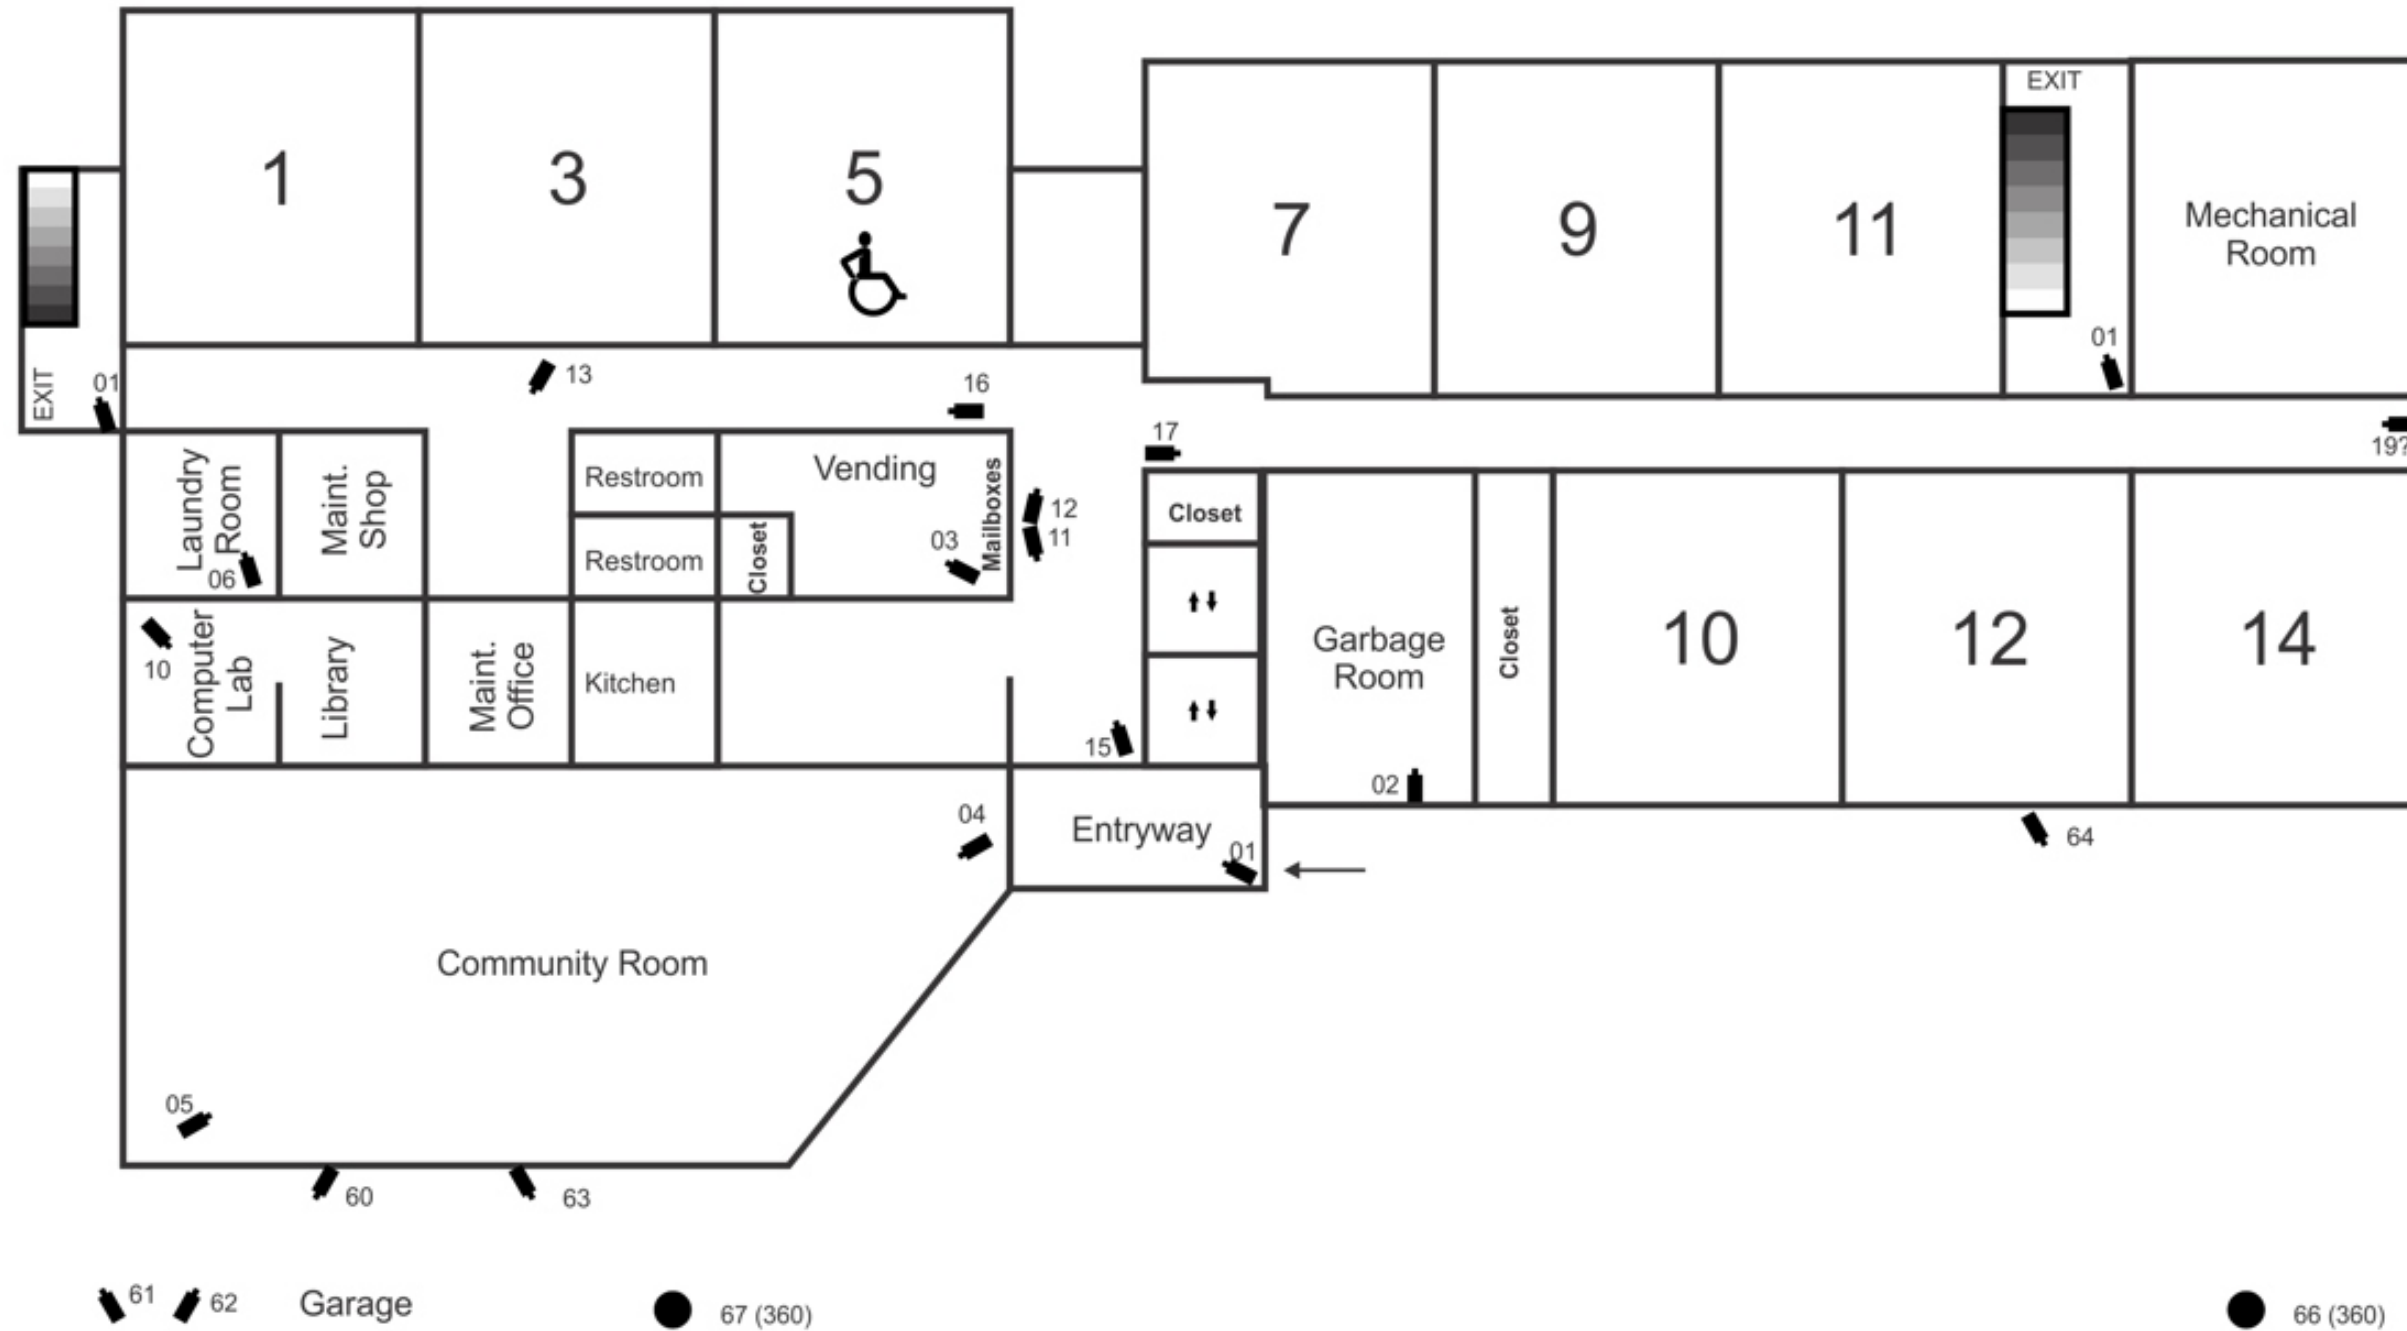 1
3
5
7
9
11
EXIT
Mechanical
Room
01
EXIT
01
13
16
17
19?
Laundry
Room
06
Maint.
Shop
Restroom
Restroom
Closet
Vending
03
Mailboxes
12
11
Closet
Garbage
Room
02
Closet
10
12
14
10
Computer
Lab
Library
Maint.
Office
Kitchen
15
04
Entryway
01
64
Community Room
05
60
63
61
62
Garage
67 (360)
66 (360)